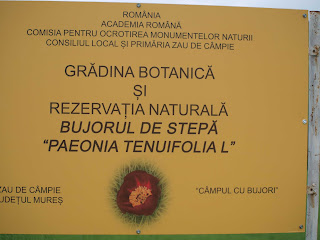 ROMÂNIA
ACADEMIA ROMÂNĂ
COMISIA PENTRU OCROTIREA MONUMENTELOR NATURII
CONSILIUL LOCAL ȘI PRIMĂRIA ZAU DE CÂMPIE
GRĂDINA BOTANICĂ
ȘI
REZERVAȚIA NATURALĂ
BUJORUL DE STEPĂ
“PAEONIA TENUIFOLIA L”
ZAU DE CÂMPIE
UDEȚUL MUREȘ
“CÂMPUL CU BUJORI”